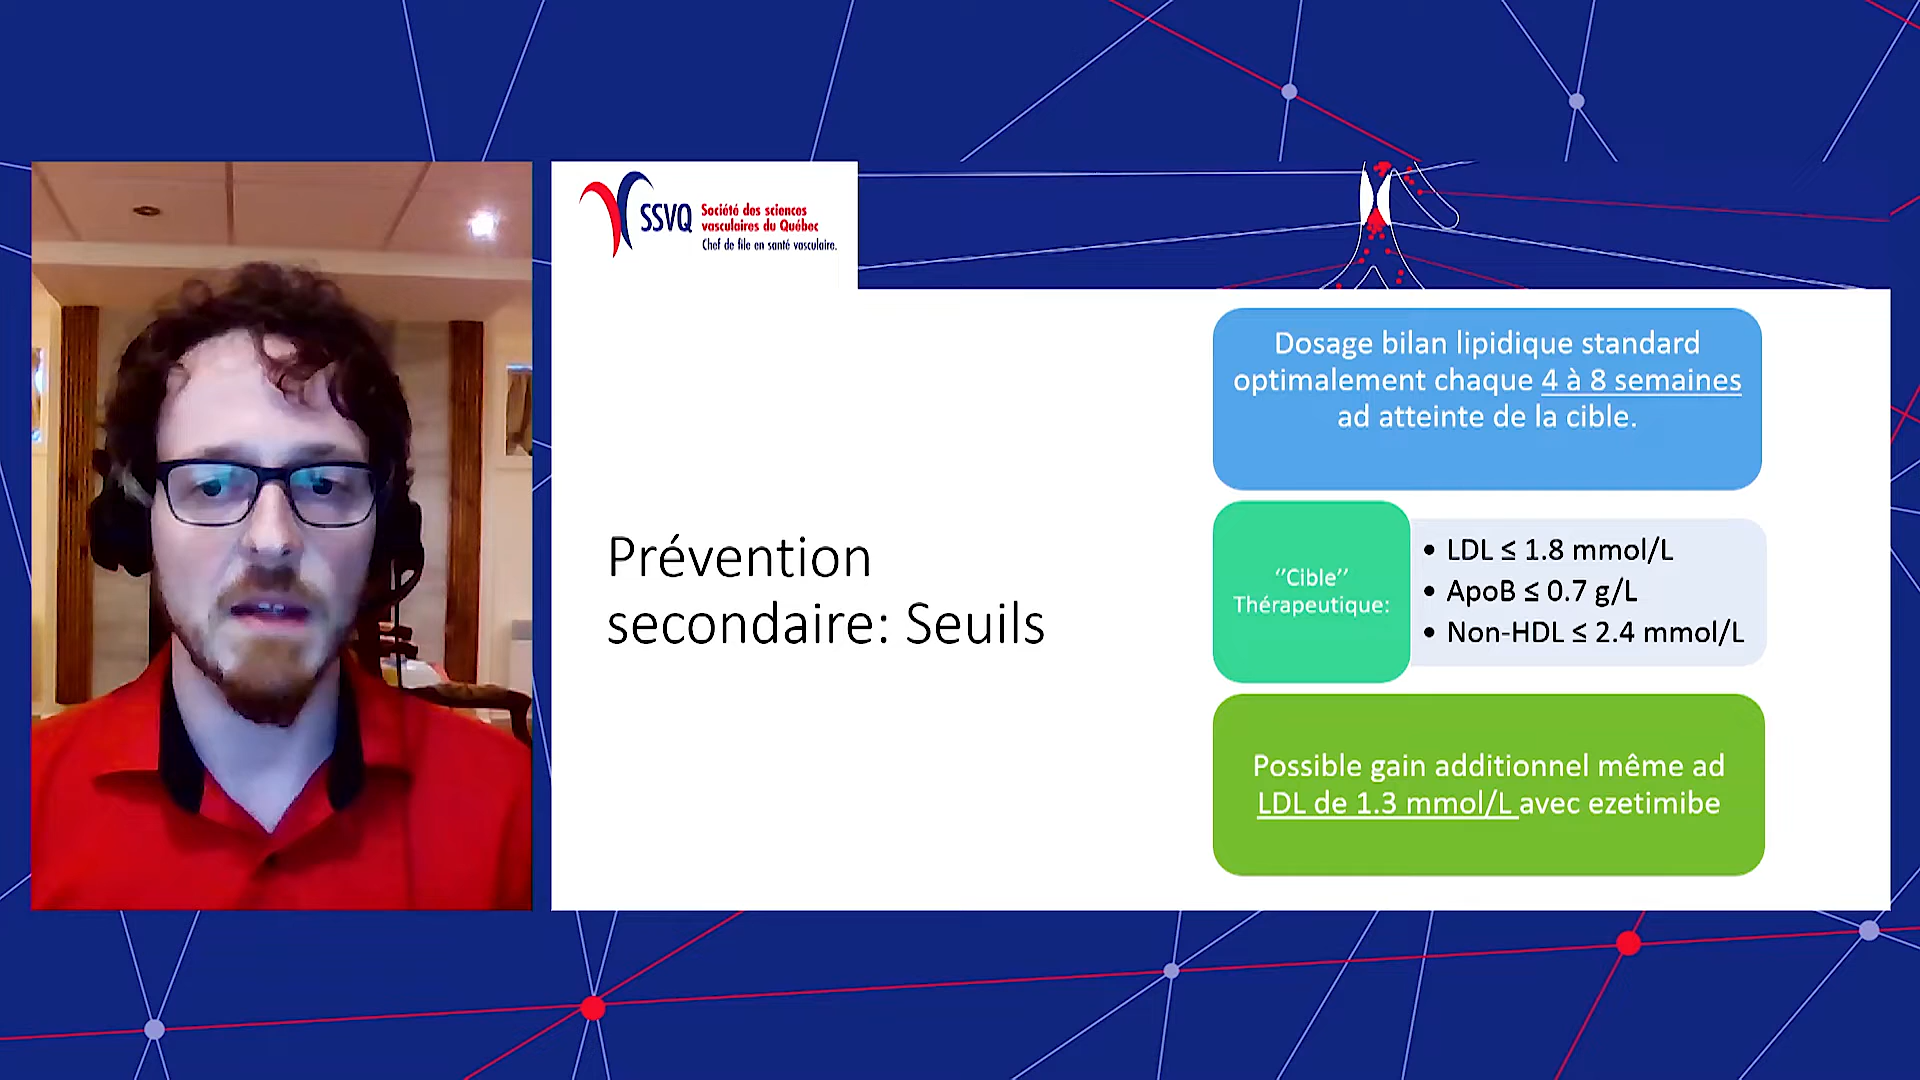 SSVQ
Société des sciences
vasculaires du Québec
Chef de file en santé vasculaire.
Prévention
secondaire: Seuils
Dosage bilan lipidique standard
optimalement chaque 4 à 8 semaines
ad atteinte de la cible.
‘’Cible’’
Thérapeutique:
• LDL ≤ 1.8 mmol/L
• ApoB ≤ 0.7 g/L
• Non-HDL ≤ 2.4 mmol/L
Possible gain additionnel même ad
LDL de 1.3 mmol/L avec ezetimibe